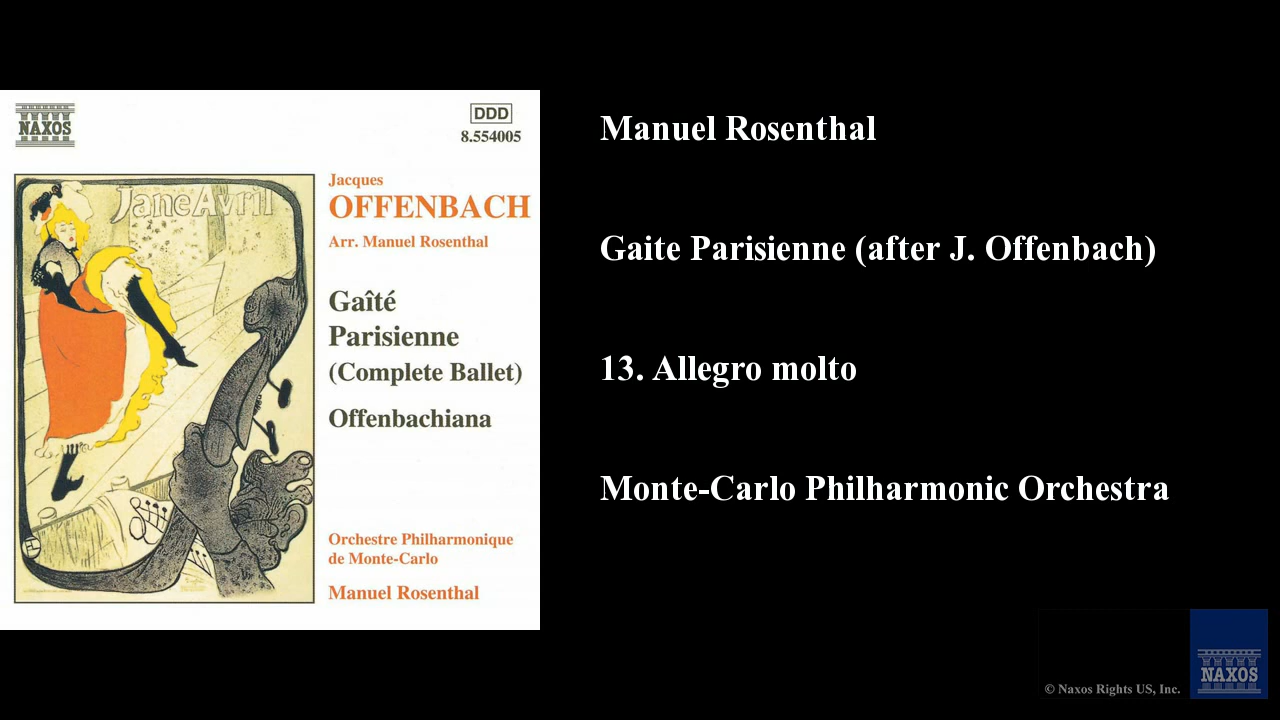 NAXOS
DDD
8.554005
Jane Avril
Jacques
OFFENBACH
Arr. Manuel Rosenthal
Gaîté
Parisienne
(Complete Ballet)
Offenbachiana
Orchestre Philharmonique
de Monte-Carlo
Manuel Rosenthal
Manuel Rosenthal
Gaite Parisienne (after J. Offenbach)
13. Allegro molto
Monte-Carlo Philharmonic Orchestra
© Naxos Rights US, Inc.
NAXOS